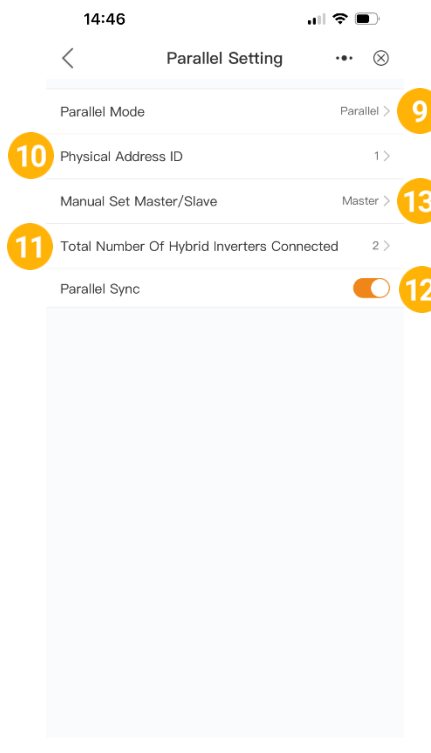 14:46
Parallel Setting
Parallel Mode Parallel 9
10 Physical Address ID 1
Manual Set Master/Slave Master 13
11 Total Number Of Hybrid Inverters Connected 2
Parallel Sync 12